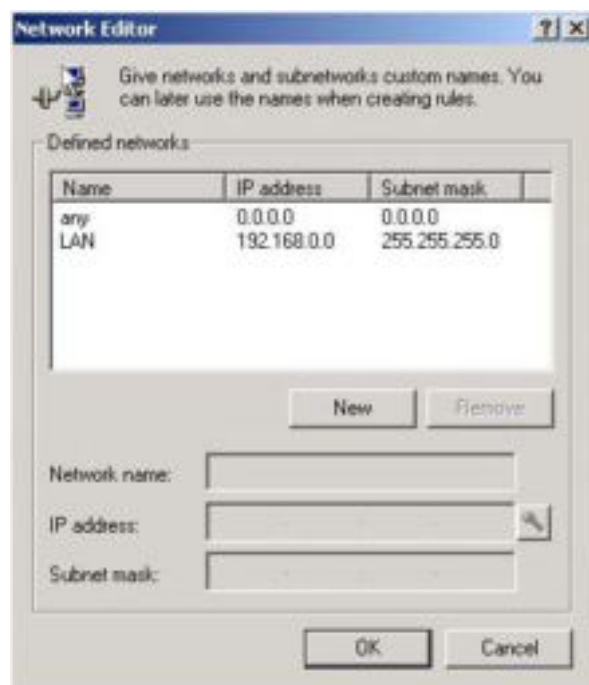 Network Editor
Give networks and subnetworks custom names. You
can later use the names when creating rules.
Defined networks
Name IP address Subnet mask
any 0.0.0.0 0.0.0.0
LAN 192.168.0.0 255.255.255.0
New Remove
Network name:
IP address:
Subnet mask:
OK Cancel